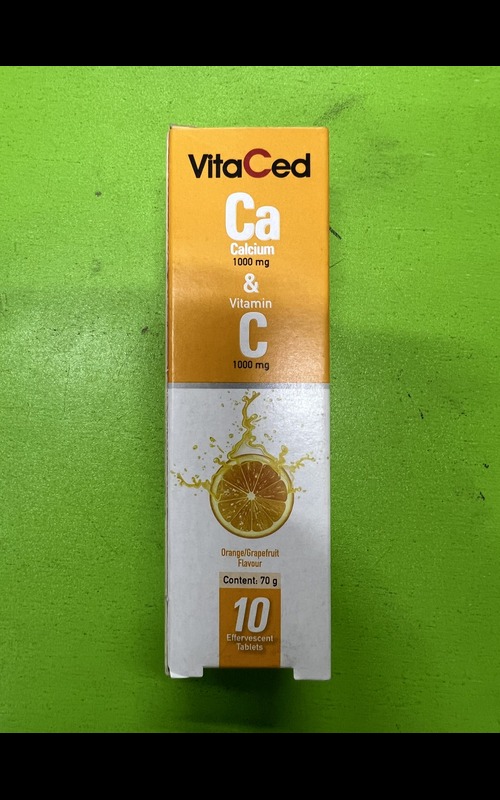 VitaCed
Ca
Calcium
1000 mg
&
Vitamin
C
1000 mg
Orange/Grapefruit
Flavour
Content: 70 g
10
Effervescent
Tablets